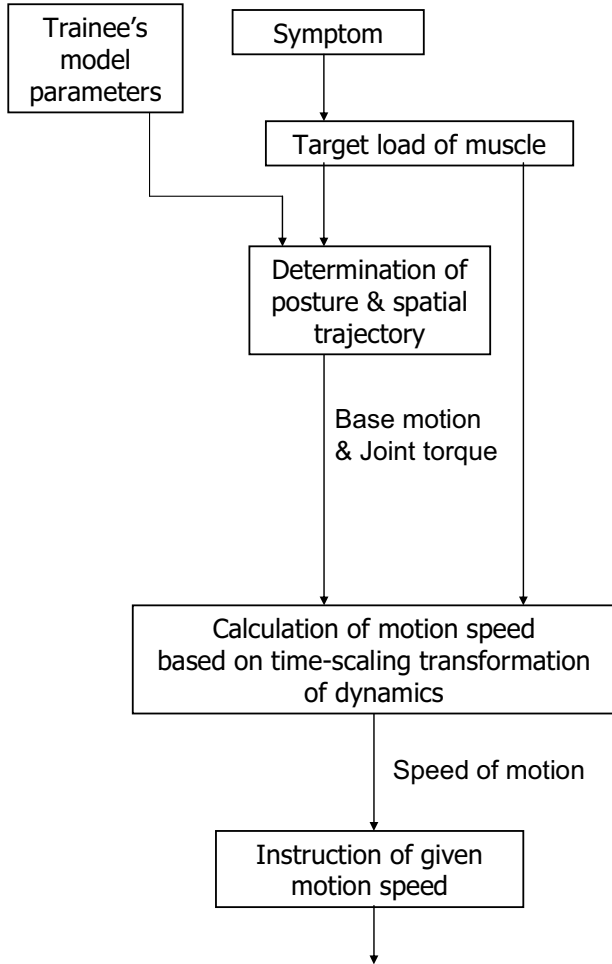 Trainee's
model
parameters
Symptom
Target load of muscle
Determination of
posture & spatial
trajectory
Base motion
& Joint torque
Calculation of motion speed
based on time-scaling transformation
of dynamics
Speed of motion
Instruction of given
motion speed